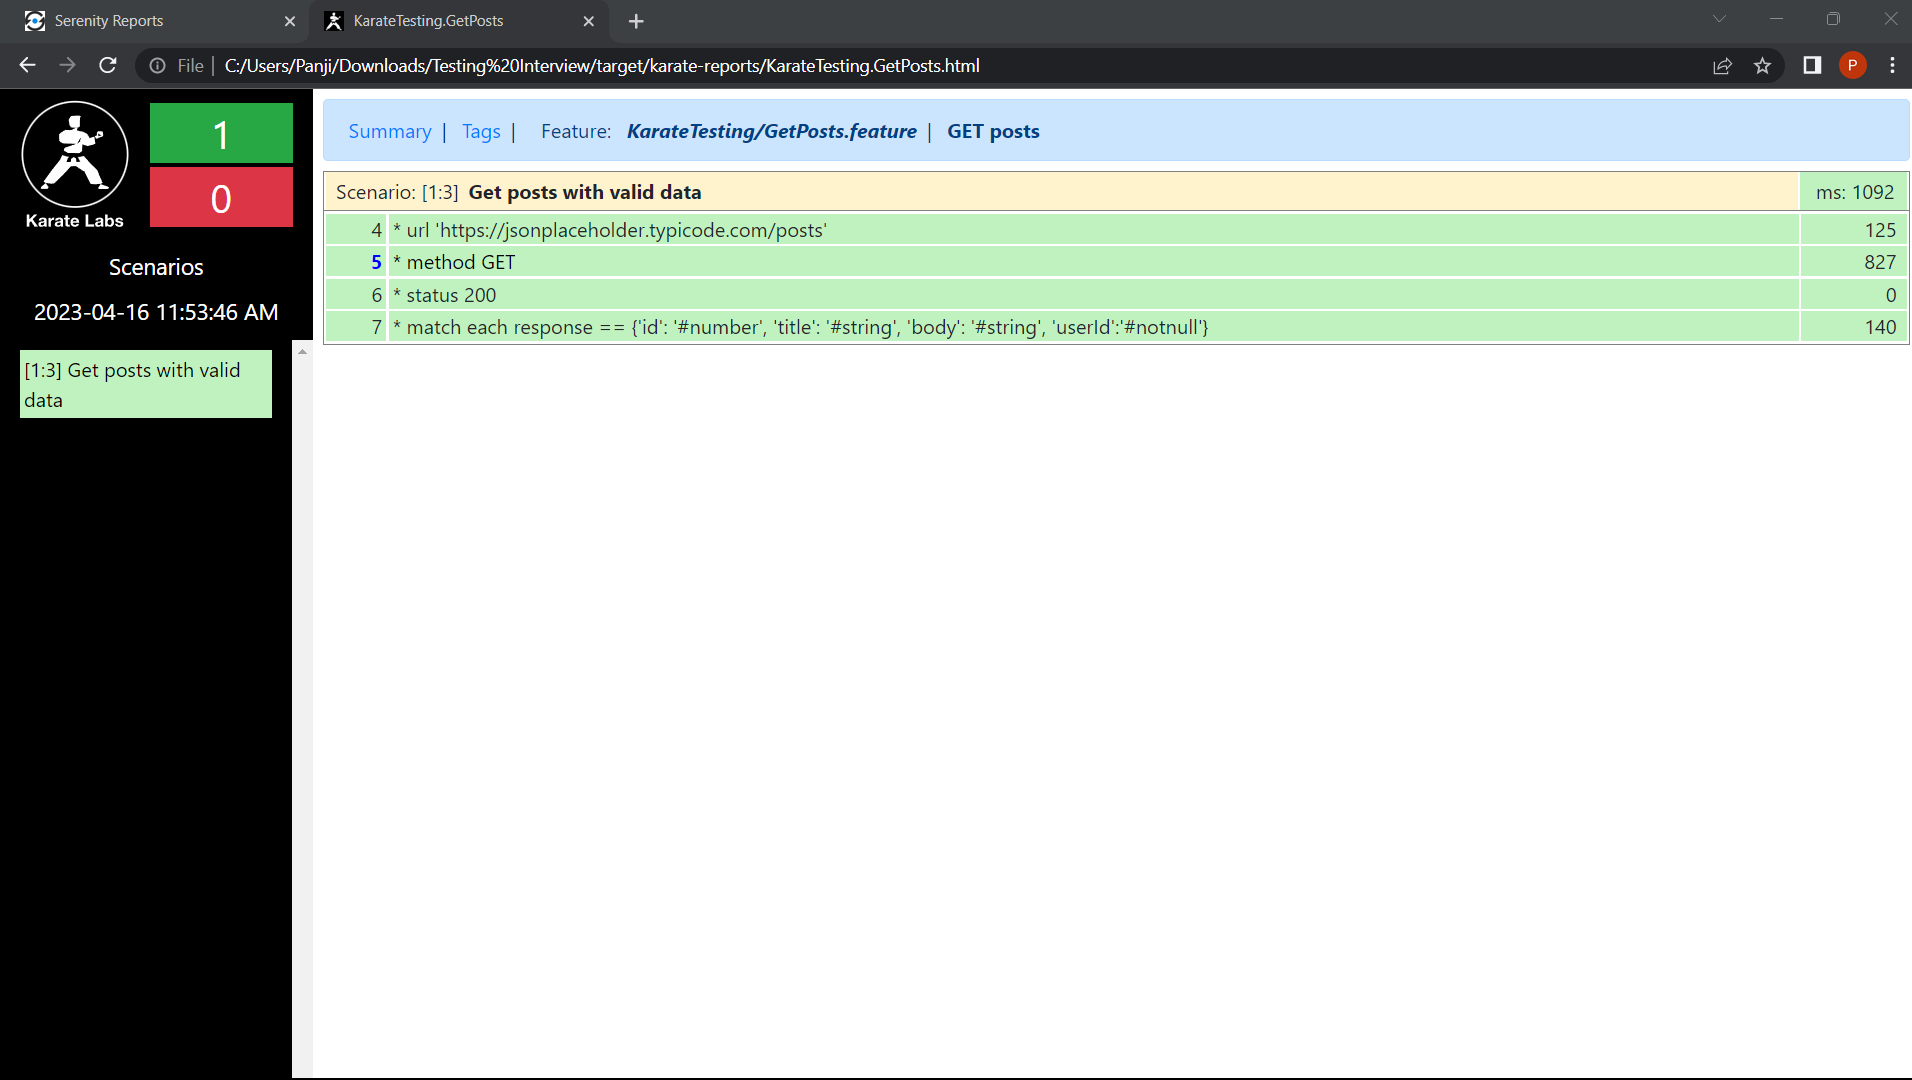 Serenity Reports
KarateTesting.GetPosts
File | C:/Users/Panji/Downloads/Testing%20Interview/target/karate-reports/KarateTesting.GetPosts.html
P
1
0
Karate Labs
Scenarios
2023-04-16 11:53:46 AM
[1:3] Get posts with valid
data
Summary | Tags | Feature: KarateTesting/GetPosts.feature | GET posts
Scenario: [1:3] Get posts with valid data ms: 1092
4 * url 'https://jsonplaceholder.typicode.com/posts' 125
5 * method GET 827
6 * status 200 0
7 * match each response == {'id': '#number', 'title': '#string', 'body': '#string', 'userId':'#notnull'} 140